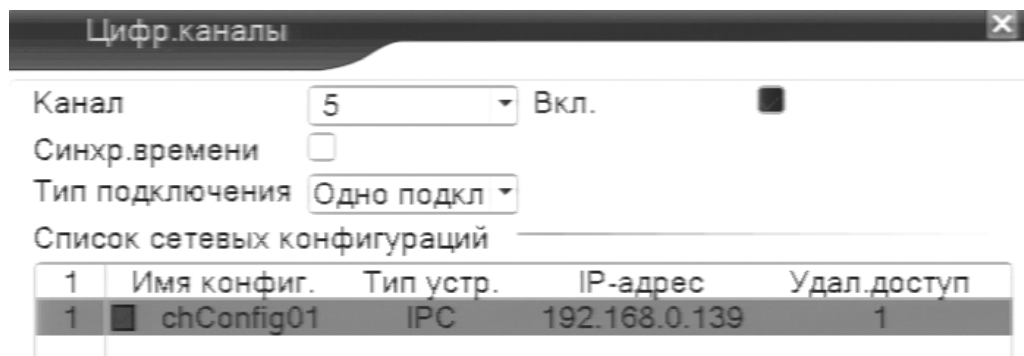 Цифр.каналы
Канал 5 Вкл.
Синхр.времени
Тип подключения Одно подкл
Список сетевых конфигураций
1 Имя конфиг. Тип устр. IP-адрес Удал.доступ
1 chConfig01 IPC 192.168.0.139 1